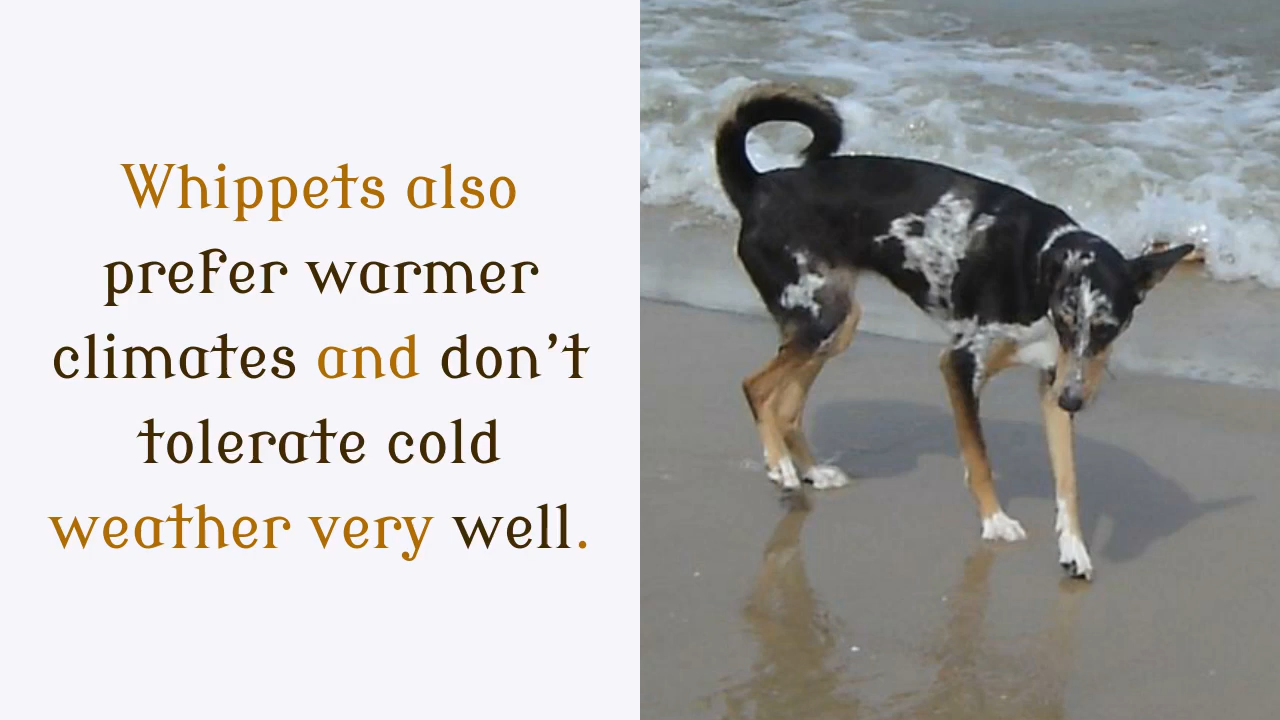 Whippets also
prefer warmer
climates and don’t
tolerate cold
weather very well.